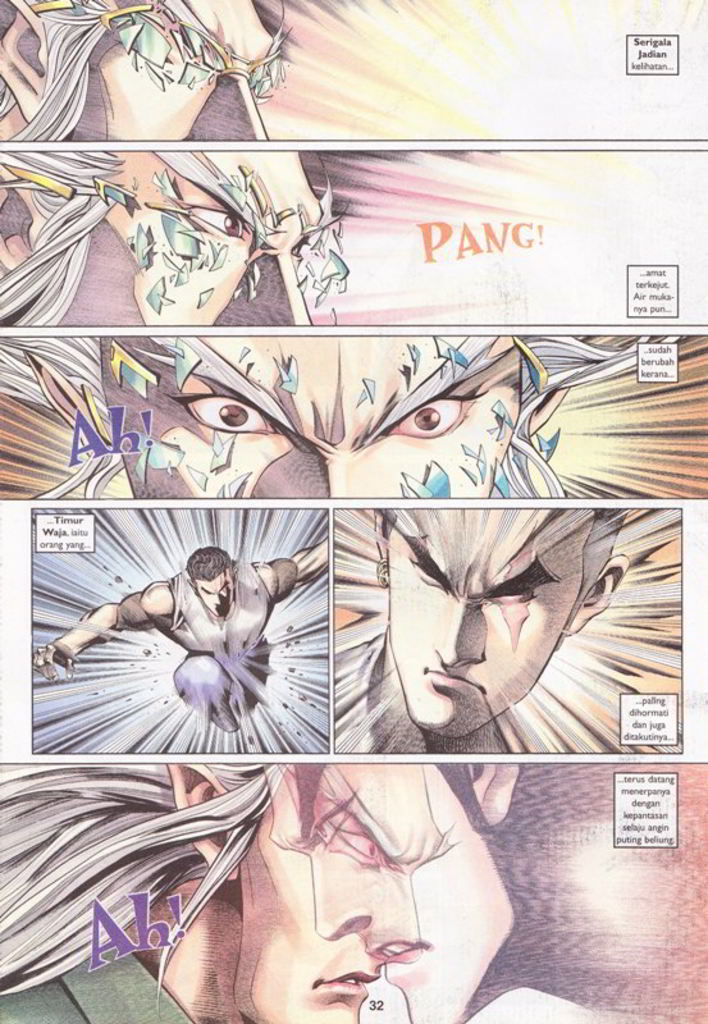 Serigala
Jadian
kelihatan...
PANG!
...amat
terkejut.
Air muka-
nya pun...
...sudah
berubah
kerana...
Ah!
...Timur
Waja, iaitu
orang yang...
...paling
dihormati
dan juga
ditakutinya...
...terus datang
menerpanya
dengan
kepantasan
selaju angin
puting beliung.
Ah!
32